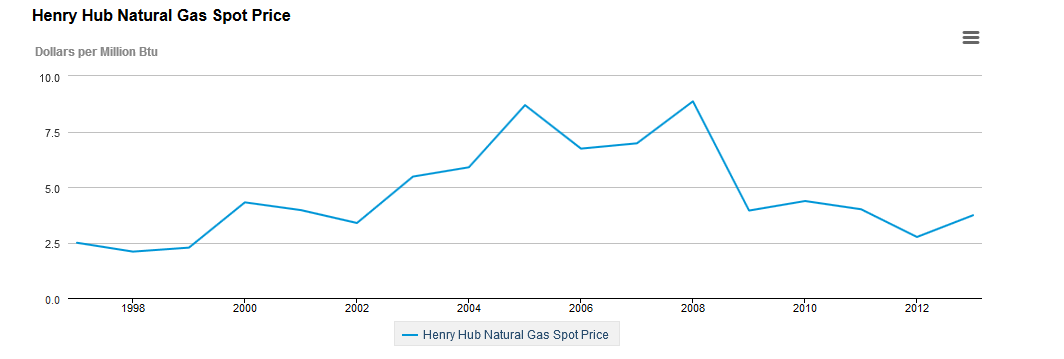 Henry Hub Natural Gas Spot Price
Dollars per Million Btu
10.0
7.5
5.0
2.5
0.0
1998 2000 2002 2004 2006 2008 2010 2012
Henry Hub Natural Gas Spot Price